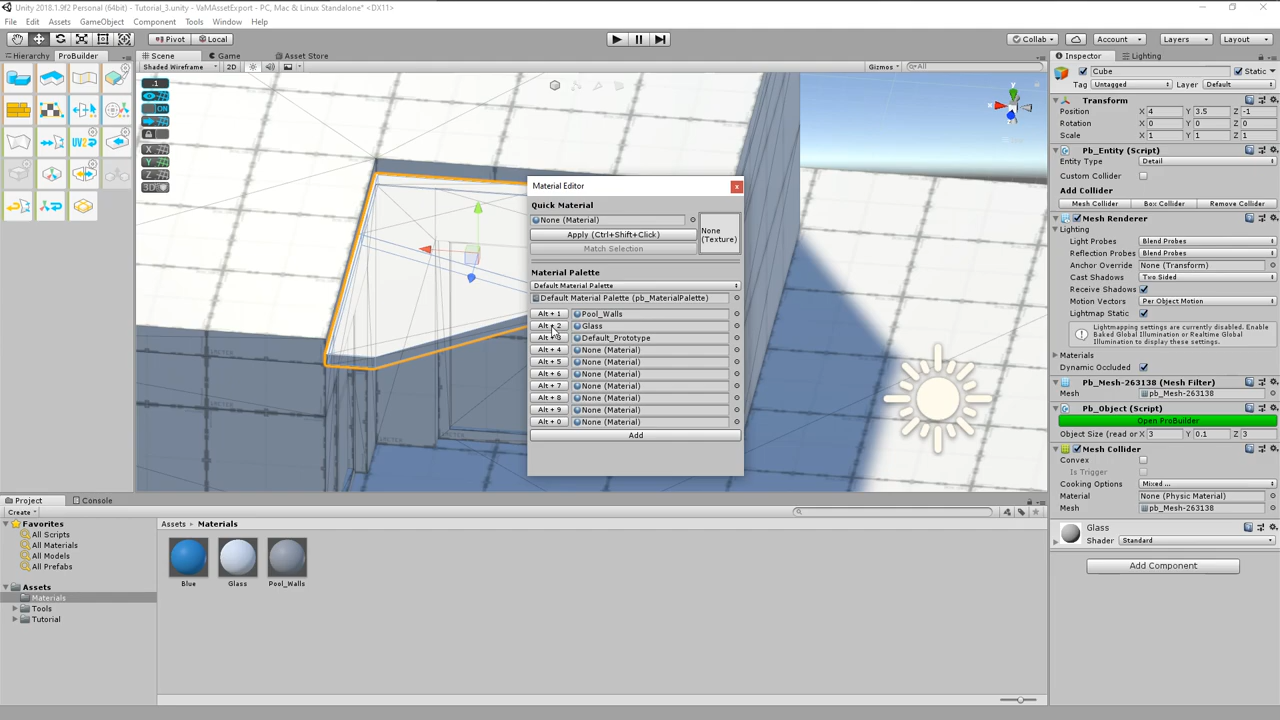 Unity 2018.1.9f2 Personal (64bit) - Tutorial_3.unity - VaMAssetExport - PC, Mac & Linux Standalone* <DX11>
File Edit Assets GameObject Component Tools Window Help
Pivot Local Collab Account Layers Layout
Hierarchy ProBuilder Scene Game Asset Store Inspector Lighting
Shaded Wireframe 2D Gizmos All
.1
ON
X
Y
Z
3D
y
x
Material Editor x
Quick Material
None (Material)
Apply (Ctrl+Shift+Click)
Match Selection
None
(Texture)
Material Palette
Default Material Palette
Default Material Palette (pb_MaterialPalette)
Alt + 1 Pool_Walls
Alt + 2 Glass
Default_Prototype
Alt + 4 None (Material)
Alt + 5 None (Material)
Alt + 6 None (Material)
Alt + 7 None (Material)
Alt + 8 None (Material)
Alt + 9 None (Material)
Alt + 0 None (Material)
Add
Cube Static
Tag Untagged Layer Default
Transform
Position X 4 Y 3.5 Z -1
Rotation X 0 Y 0 Z 0
Scale X 1 Y 1 Z 1
Pb_Entity (Script)
Entity Type Detail
Custom Collider
Add Collider
Mesh Collider Box Collider Remove Collider
Mesh Renderer
Lighting
Light Probes Blend Probes
Reflection Probes Blend Probes
Anchor Override None (Transform)
Cast Shadows Two Sided
Receive Shadows
Motion Vectors Per Object Motion
Lightmap Static
Lightmapping settings are currently disabled. Enable
Baked Global Illumination or Realtime Global
Illumination to display these settings.
Materials
Dynamic Occluded
Pb_Mesh-263138 (Mesh Filter)
Mesh pb_Mesh-263138
Pb_Object (Script)
Open ProBuilder
Object Size (read or X 3 Y 0.1 Z 3
Mesh Collider
Convex
Is Trigger
Cooking Options Mixed ...
Material None (Physic Material)
Mesh pb_Mesh-263138
Glass
Shader Standard
Add Component
Project Console
Create
Favorites
All Scripts
All Materials
All Models
All Prefabs
Assets
Materials
Tools
Tutorial
Assets Materials
Blue Glass Pool_Walls